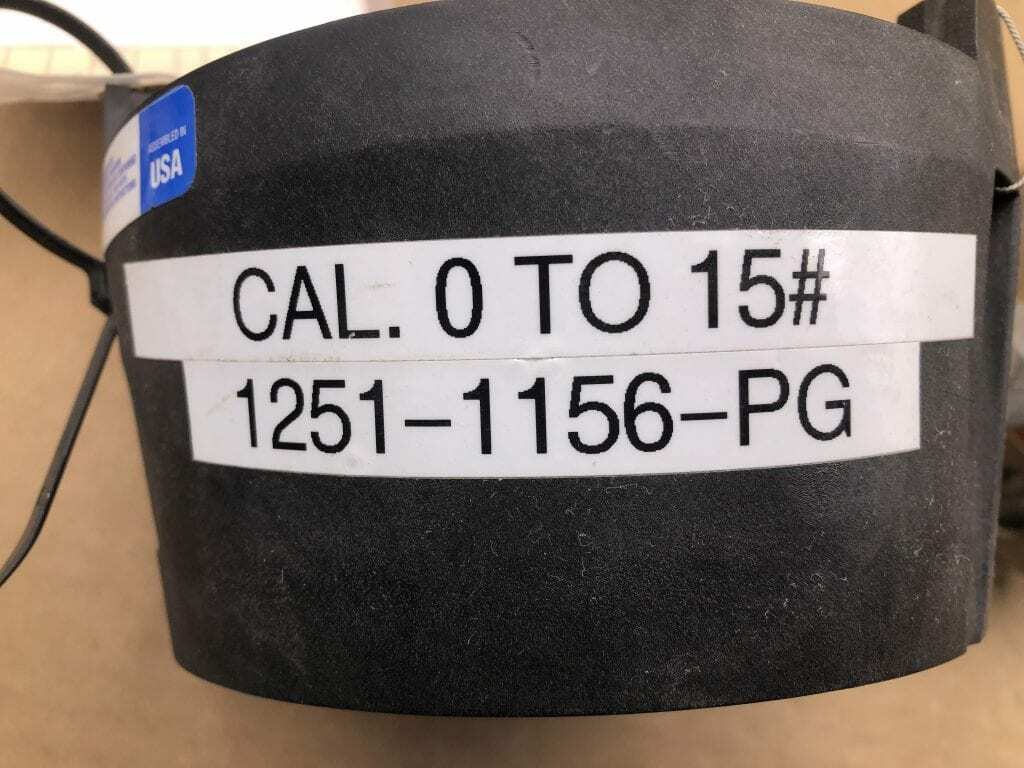 ASSEMBLED IN
USA
CAL. 0 TO 15#
1251-1156-PG